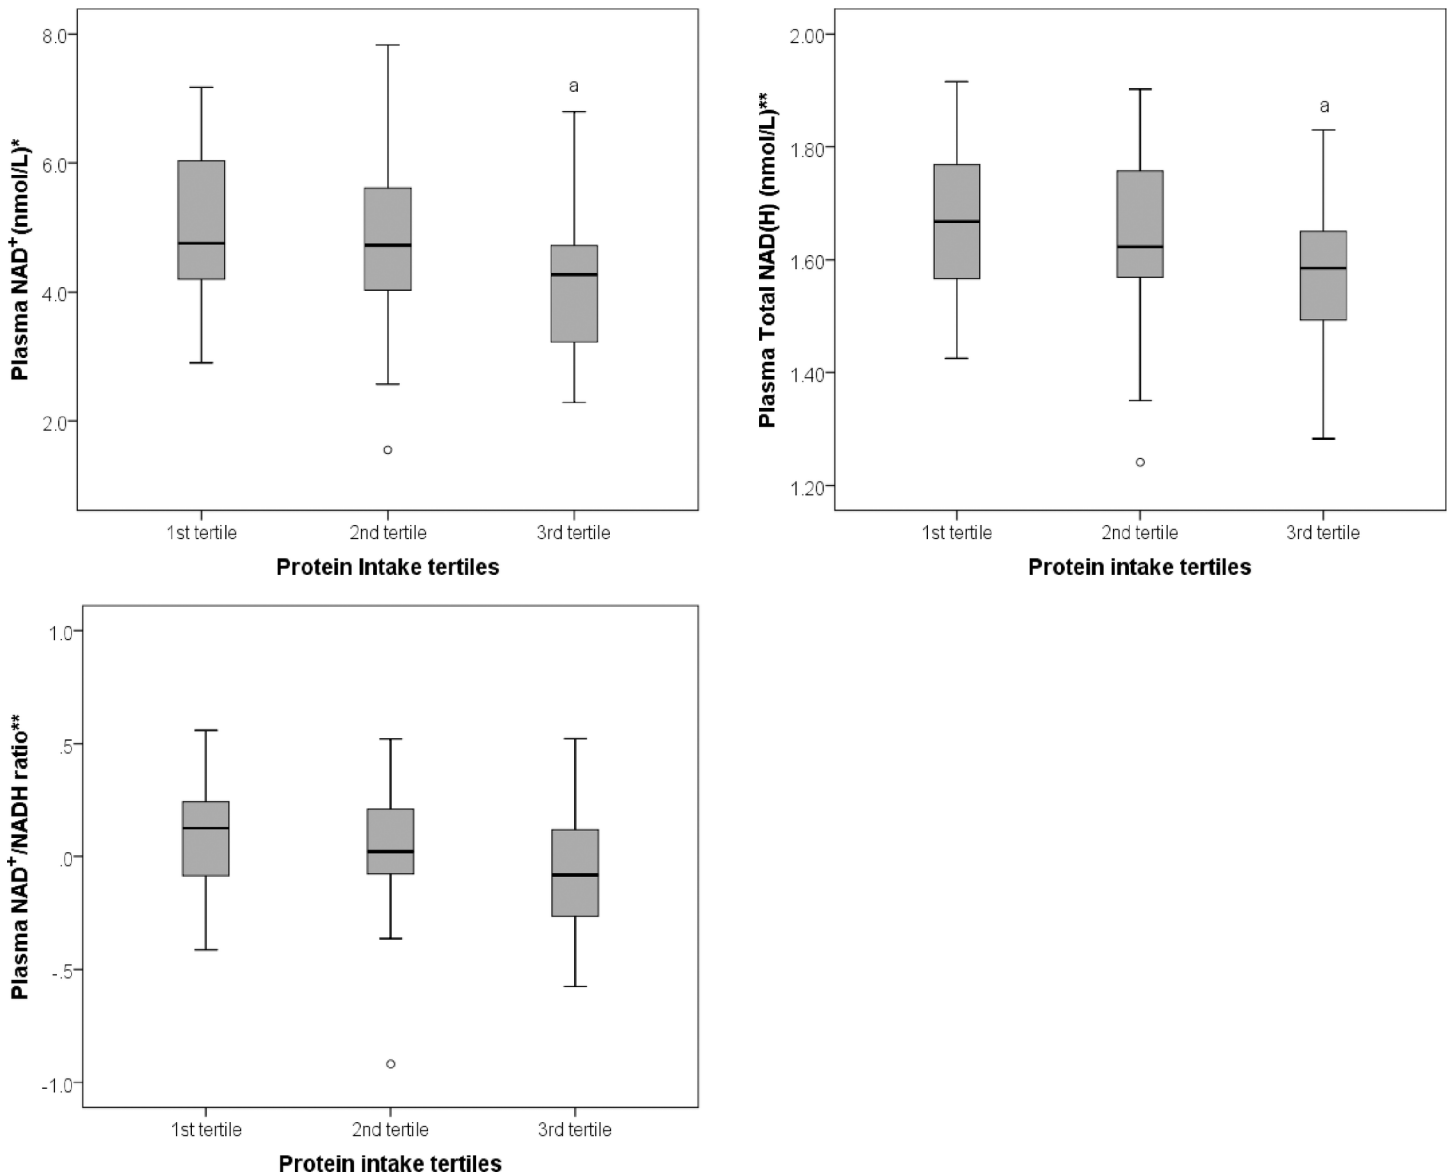 Plasma NAD+(nmol/L)*
8.0
6.0
4.0
2.0
a
1st tertile
2nd tertile
3rd tertile
Protein Intake tertiles
Plasma Total NAD(H) (nmol/L)**
2.00
1.80
1.60
1.40
1.20
a
1st tertile
2nd tertile
3rd tertile
Protein intake tertiles
Plasma NAD+/NADH ratio**
1.0
.5
.0
-.5
-1.0
1st tertile
2nd tertile
3rd tertile
Protein intake tertiles